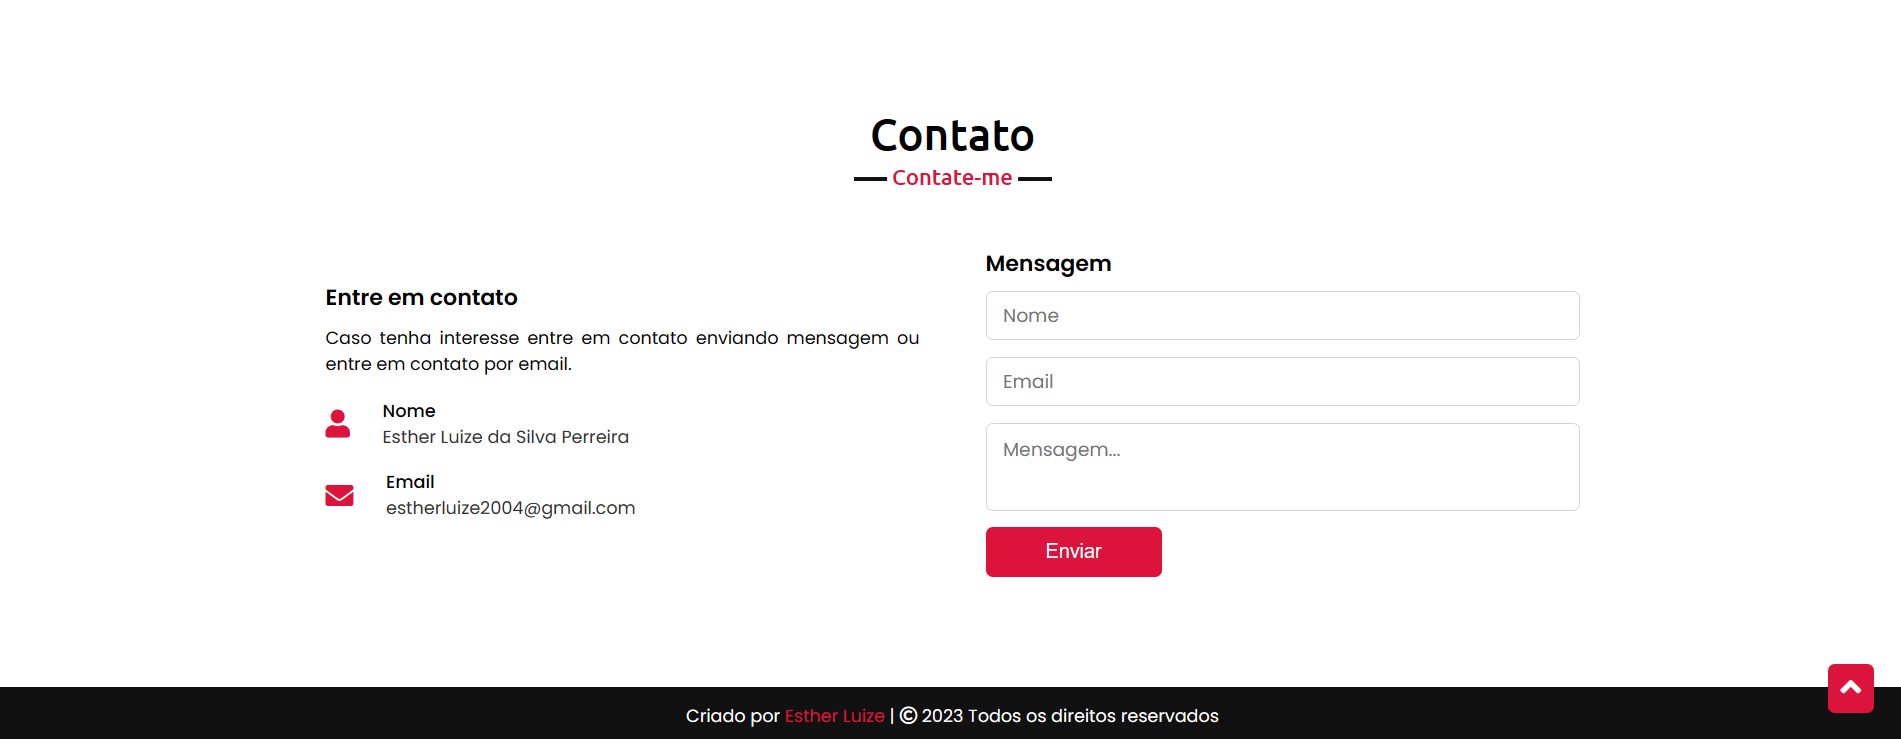 Contato
Contate-me
Entre em contato
Caso tenha interesse entre em contato enviando mensagem ou
entre em contato por email.
Nome
Esther Luize da Silva Perreira
Email
estherluize2004@gmail.com
Mensagem
Nome
Email
Mensagem...
Enviar
Criado por Esther Luize | © 2023 Todos os direitos reservados